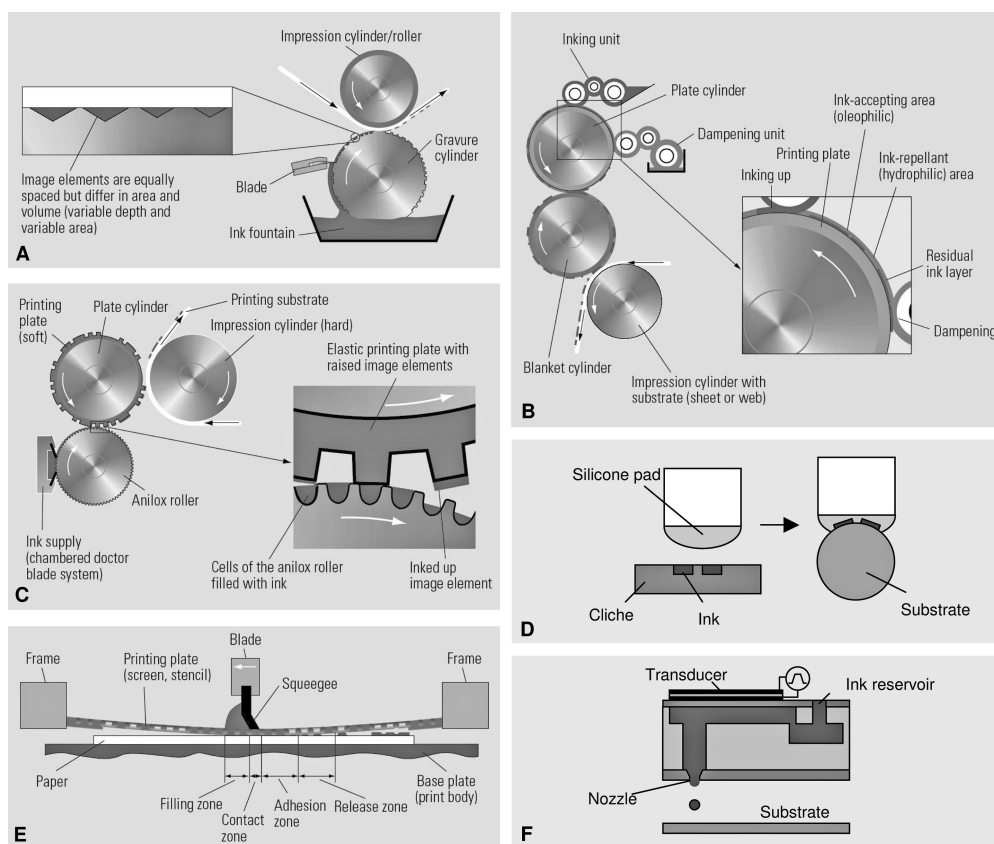 Impression cylinder/roller
Gravure
cylinder
Blade
Image elements are equally
spaced but differ in area and
volume (variable depth and
variable area)
Ink fountain
A
Inking unit
Plate cylinder
Dampening unit
Ink-accepting area
(oleophilic)
Printing plate
Ink-repellant
(hydrophilic) area
Inking up
Residual
ink layer
Dampening
Blanket cylinder
Impression cylinder with
substrate (sheet or web)
B
Printing
plate
(soft)
Plate cylinder
Printing substrate
Impression cylinder (hard)
Elastic printing plate with
raised image elements
Anilox roller
Ink supply
(chambered doctor
blade system)
Cells of the anilox roller
filled with ink
Inked up
image element
C
Silicone pad
Cliche
Ink
Substrate
D
Frame
Printing plate
(screen, stencil)
Blade
Squeegee
Frame
Paper
Filling zone
Contact
zone
Adhesion
zone
Release zone
Base plate
(print body)
E
Transducer
Ink reservoir
Nozzle
Substrate
F